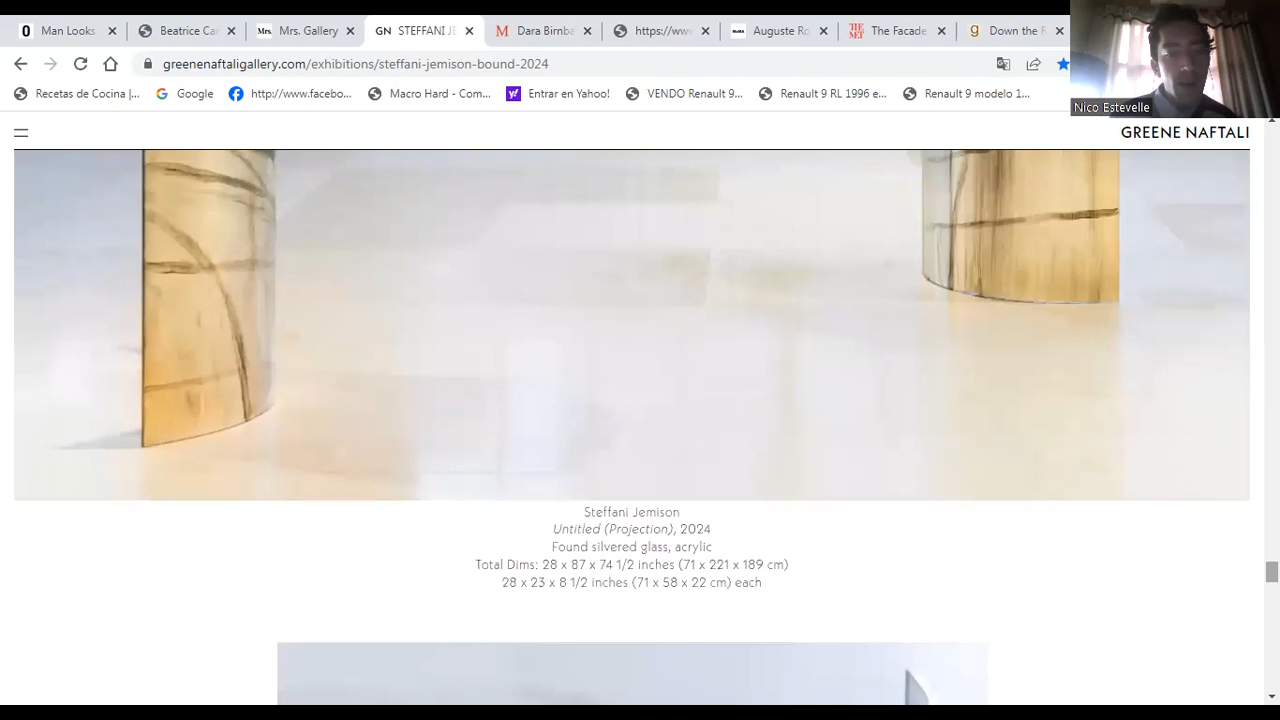 Man Looks
Beatrice Car
Mrs. Mrs. Gallery
GN STEFFANI JE
Dara Birnba
https://www
Auguste Ro
The Facade
Down the R
greenenaftaligallery.com/exhibitions/steffani-jemison-bound-2024
Recetas de Cocina |...
Google
http://www.facebo...
Macro Hard - Com...
Entrar en Yahoo!
VENDO Renault 9...
Renault 9 RL 1996 e...
Renault 9 modelo 1...
Nico Estevelle
GREENE NAFTALI
Steffani Jemison
Untitled (Projection), 2024
Found silvered glass, acrylic
Total Dims: 28 x 87 x 74 1/2 inches (71 x 221 x 189 cm)
28 x 23 x 8 1/2 inches (71 x 58 x 22 cm) each